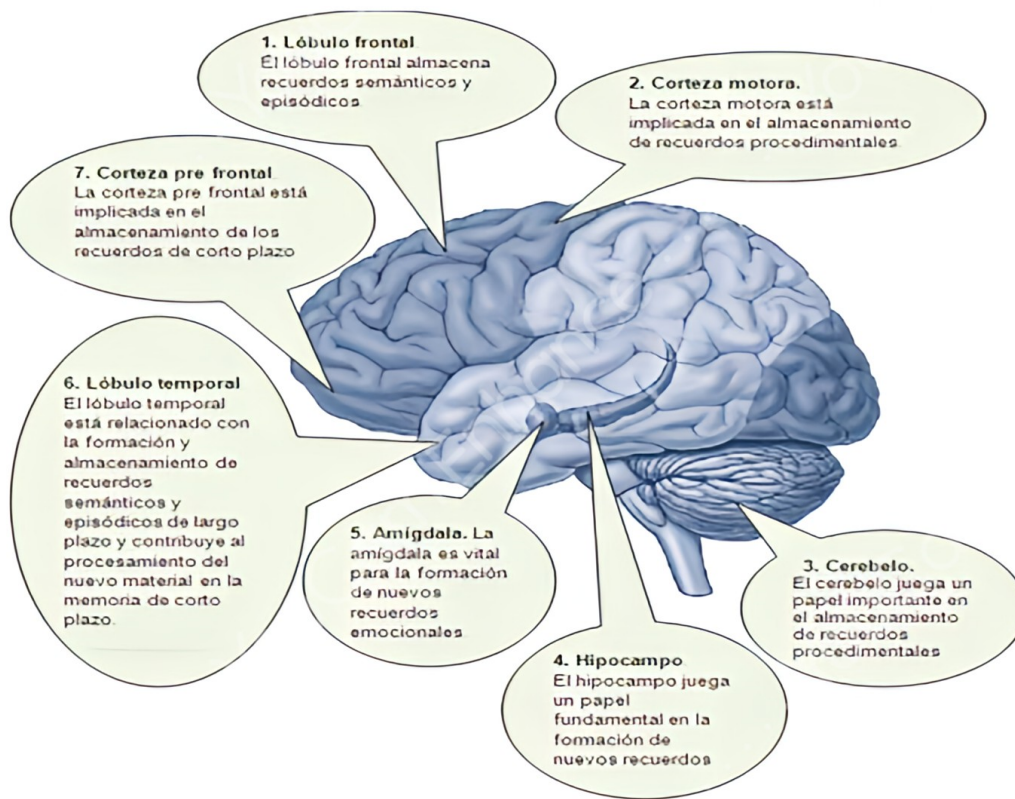 1. Lóbulo frontal
El lóbulo frontal almacena
recuerdos semánticos y
episódicos.
2. Corteza motora.
La corteza motora está
implicada en el almacenamiento
de recuerdos procedimentales.
7. Corteza pre frontal
La corteza pre frontal está
implicada en el
almacenamiento de los
recuerdos de corto plazo
6. Lóbulo temporal
El lóbulo temporal
está relacionado con
la formación y
almacenamiento de
recuerdos
semánticos y
episódicos de largo
plazo y contribuye al
procesamiento del
nuevo material en la
memoria de corto
plazo.
5. Amígdala. La
amígdala es vital
para la formación
de nuevos
recuerdos
emocionales.
3. Cerebelo.
El cerebelo juega un
papel importante en
el almacenamiento
de recuerdos
procedimentales
4. Hipocampo
El hipocampo juega
un papel
fundamental en la
formación de
nuevos recuerdos